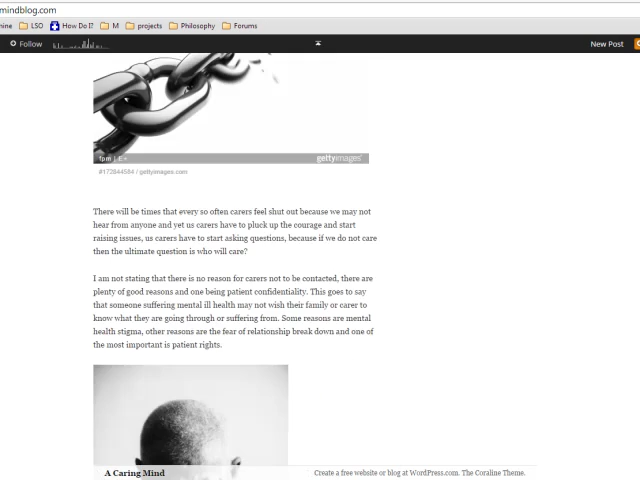 mindblog.com
mine LSO How Do I? M projects Philosophy Forums
Follow New Post
fpm | E+ gettyimages
#172844584 / gettyimages.com
There will be times that every so often carers feel shut out because we may not
hear from anyone and yet us carers have to pluck up the courage and start
raising issues, us carers have to start asking questions, because if we do not care
then the ultimate question is who will care?
I am not stating that there is no reason for carers not to be contacted, there are
plenty of good reasons and one being patient confidentiality. This goes to say
that someone suffering mental ill health may not wish their family or carer to
know what they are going through or suffering from. Some reasons are mental
health stigma, other reasons are the fear of relationship break down and one of
the most important is patient rights.
A Caring Mind Create a free website or blog at WordPress.com. The Coraline Theme.